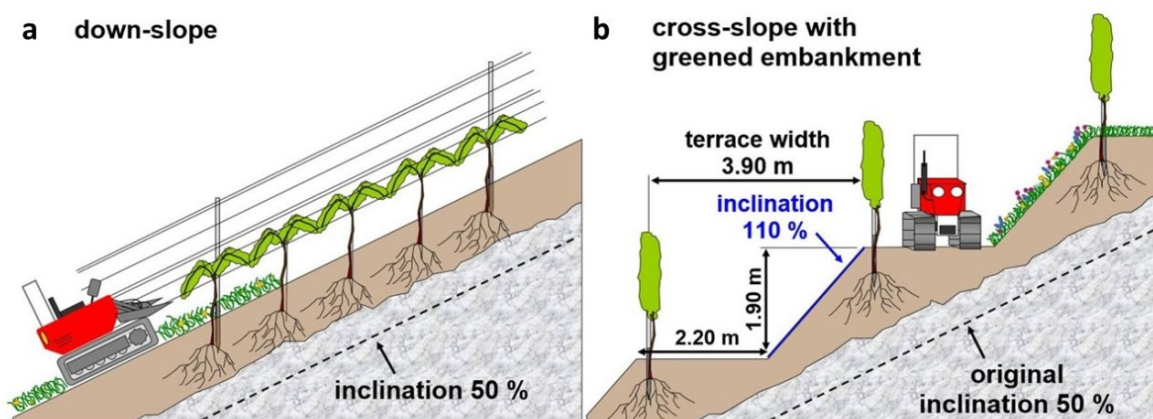 a
down-slope
inclination 50 %
b
cross-slope with
greened embankment
terrace width
3.90 m
inclination
110 %
1.90 m
2.20 m
original
inclination 50 %